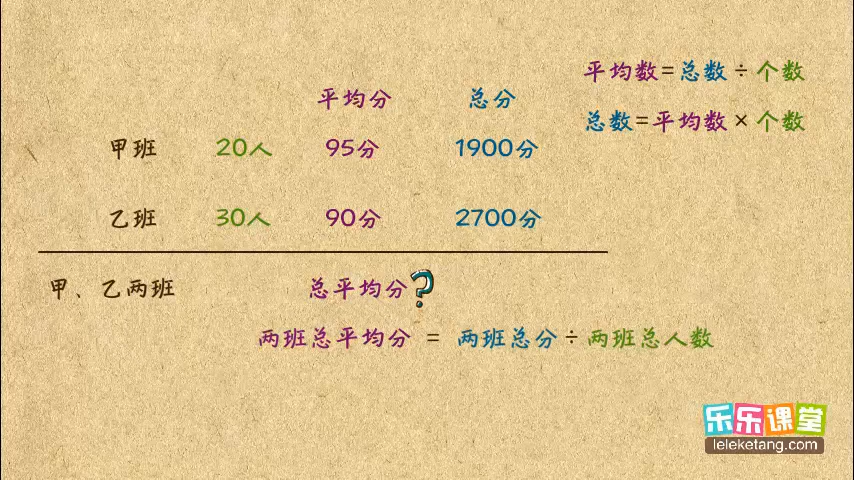 平均数=总数÷个数
平均分 总分
总数=平均数×个数
甲班 20人 95分 1900分
乙班 30人 90分 2700分
甲、乙两班 总平均分?
两班总平均分 = 两班总分÷两班总人数
乐乐课堂
leleketang.com